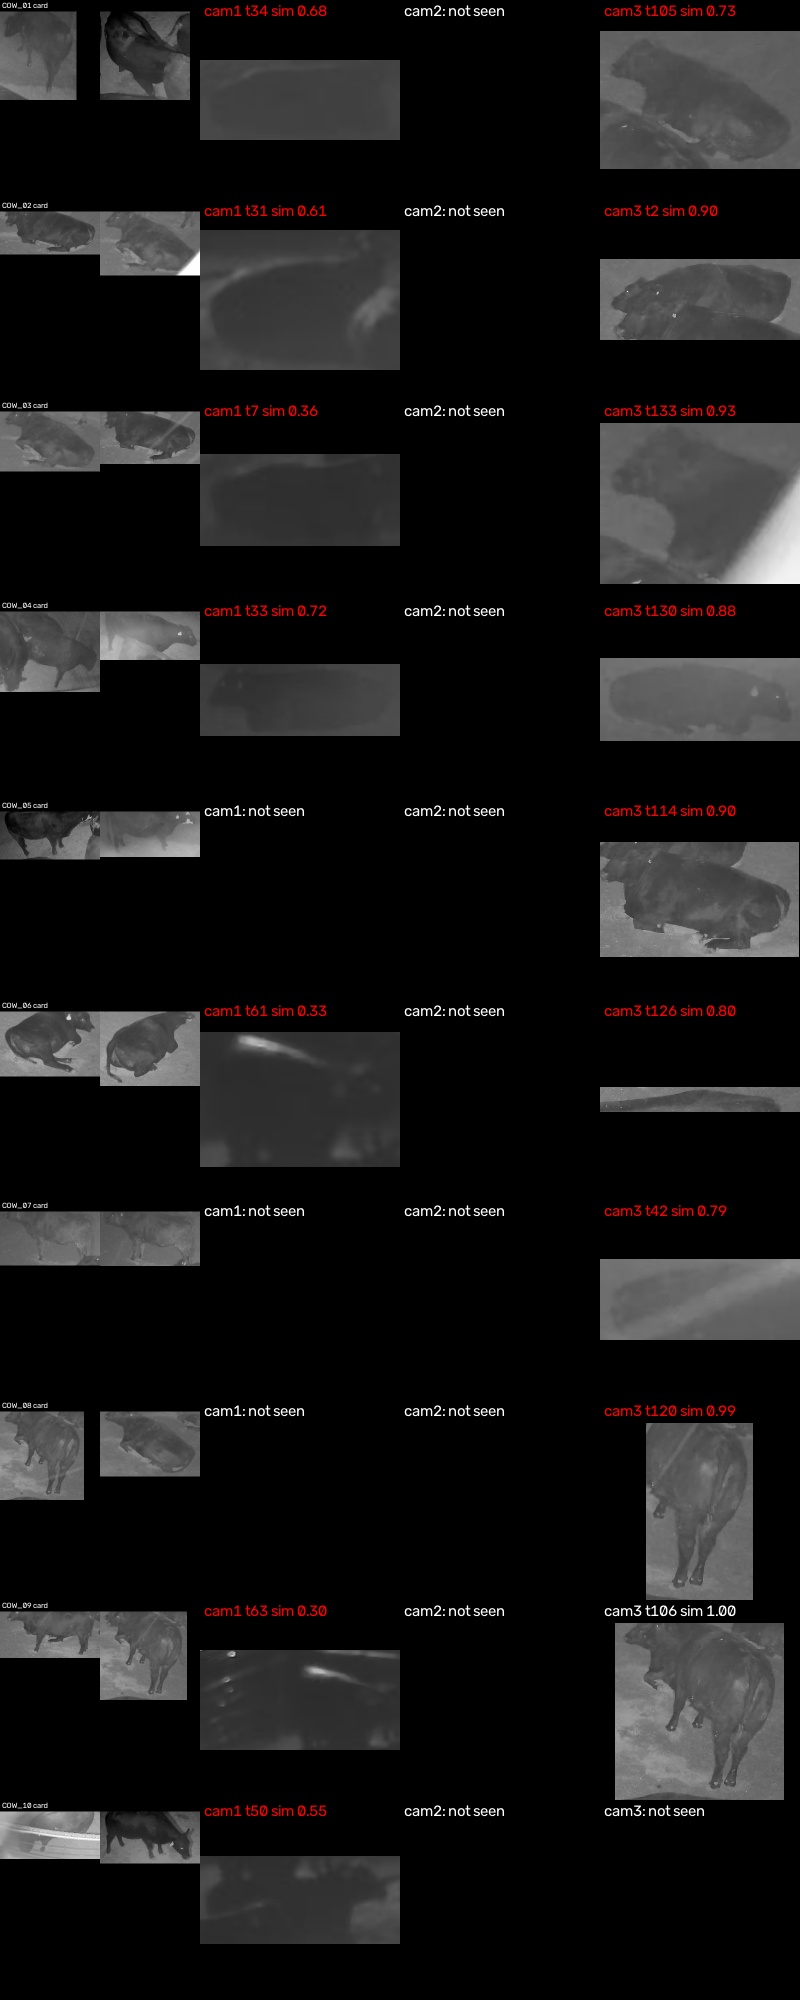 COW_01 card
cam1 t34 sim 0.68
cam2: not seen
cam3 t105 sim 0.73
COW_02 card
cam1 t31 sim 0.61
cam2: not seen
cam3 t2 sim 0.90
COW_03 card
cam1 t7 sim 0.36
cam2: not seen
cam3 t133 sim 0.93
COW_04 card
cam1 t33 sim 0.72
cam2: not seen
cam3 t130 sim 0.88
COW_05 card
cam1: not seen
cam2: not seen
cam3 t114 sim 0.90
COW_06 card
cam1 t61 sim 0.33
cam2: not seen
cam3 t126 sim 0.80
COW_07 card
cam1: not seen
cam2: not seen
cam3 t42 sim 0.79
COW_08 card
cam1: not seen
cam2: not seen
cam3 t120 sim 0.99
COW_09 card
cam1 t63 sim 0.30
cam2: not seen
cam3 t106 sim 1.00
COW_10 card
cam1 t50 sim 0.55
cam2: not seen
cam3: not seen